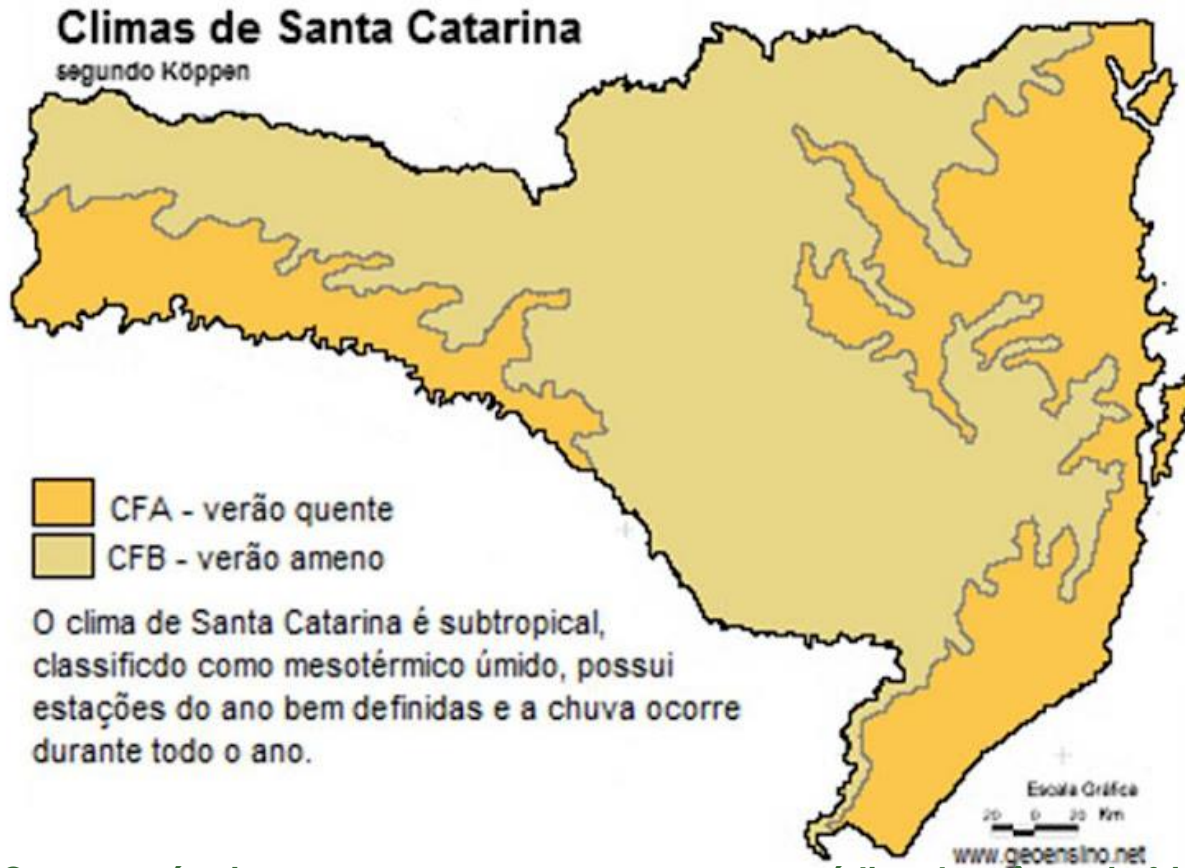 Climas de Santa Catarina
segundo Köppen
CFA - verão quente
CFB - verão ameno
O clima de Santa Catarina é subtropical,
classificdo como mesotérmico úmido, possui
estações do ano bem definidas e a chuva ocorre
durante todo o ano.
Escala Gráfica
20 0 20 Km
www.geoensino.net